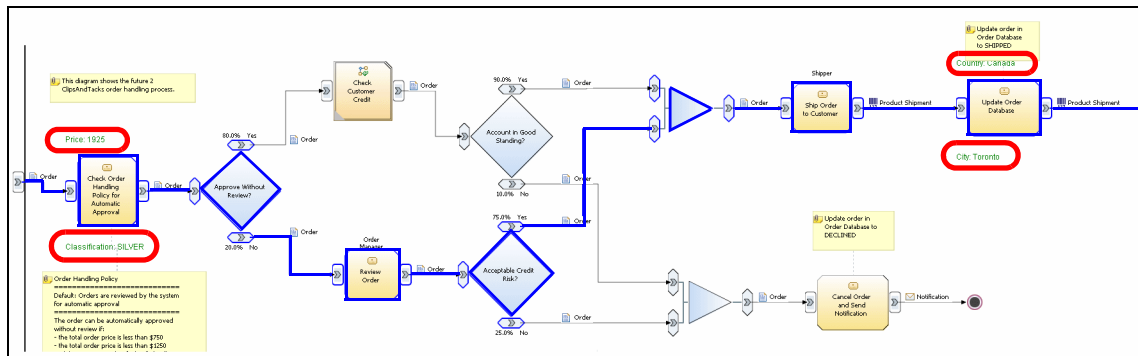 This diagram shows the future 2
ClipsAndTacks order handling process.
Price: 1925
Order
Check Order
Handling
Policy for
Automatic
Approval
Order
Classification: SILVER
Order Handling Policy
==============================
Default: Orders are reviewed by the system
for automatic approval
==============================
The order can be automatically approved
without review if:
- the total order price is less than $750
- the total order price is less than $1250
80.0% Yes
Order
Approve Without
Review?
20.0% No
Order
Check
Customer
Credit
Order
Order
Manager
Review
Order
Order
90.0% Yes
Order
Account in Good
Standing?
10.0% No
Order
75.0% Yes
Order
Acceptable Credit
Risk?
25.0% No
Order
Order
Shipper
Ship Order
to Customer
Product Shipment
Update order in
Order Database
to SHIPPED
Country: Canada
Update Order
Database
Product Shipment
City: Toronto
Update order in
Order Database to
DECLINED
Order
Cancel Order
and Send
Notification
Notification